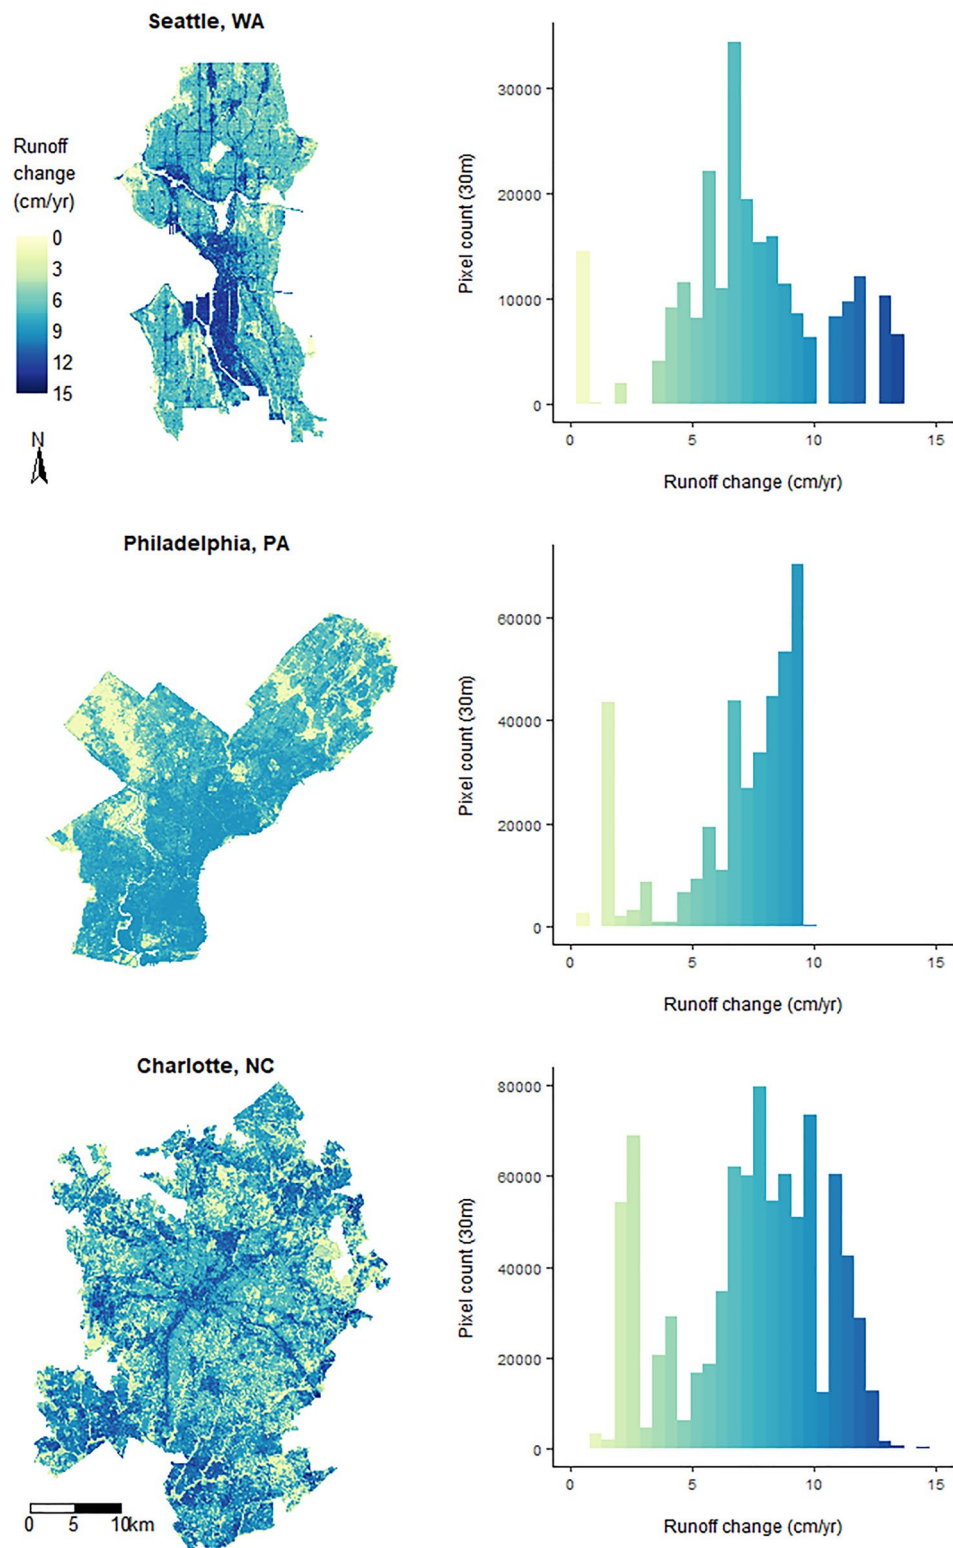 Seattle, WA
Runoff
change
(cm/yr)
0
3
6
9
12
15
N
Pixel count (30m)
30000
20000
10000
0
0 5 10 15
Runoff change (cm/yr)
Philadelphia, PA
Pixel count (30m)
60000
40000
20000
0
0 5 10 15
Runoff change (cm/yr)
Charlotte, NC
0 5 10km
Pixel count (30m)
80000
60000
40000
20000
0
0 5 10 15
Runoff change (cm/yr)